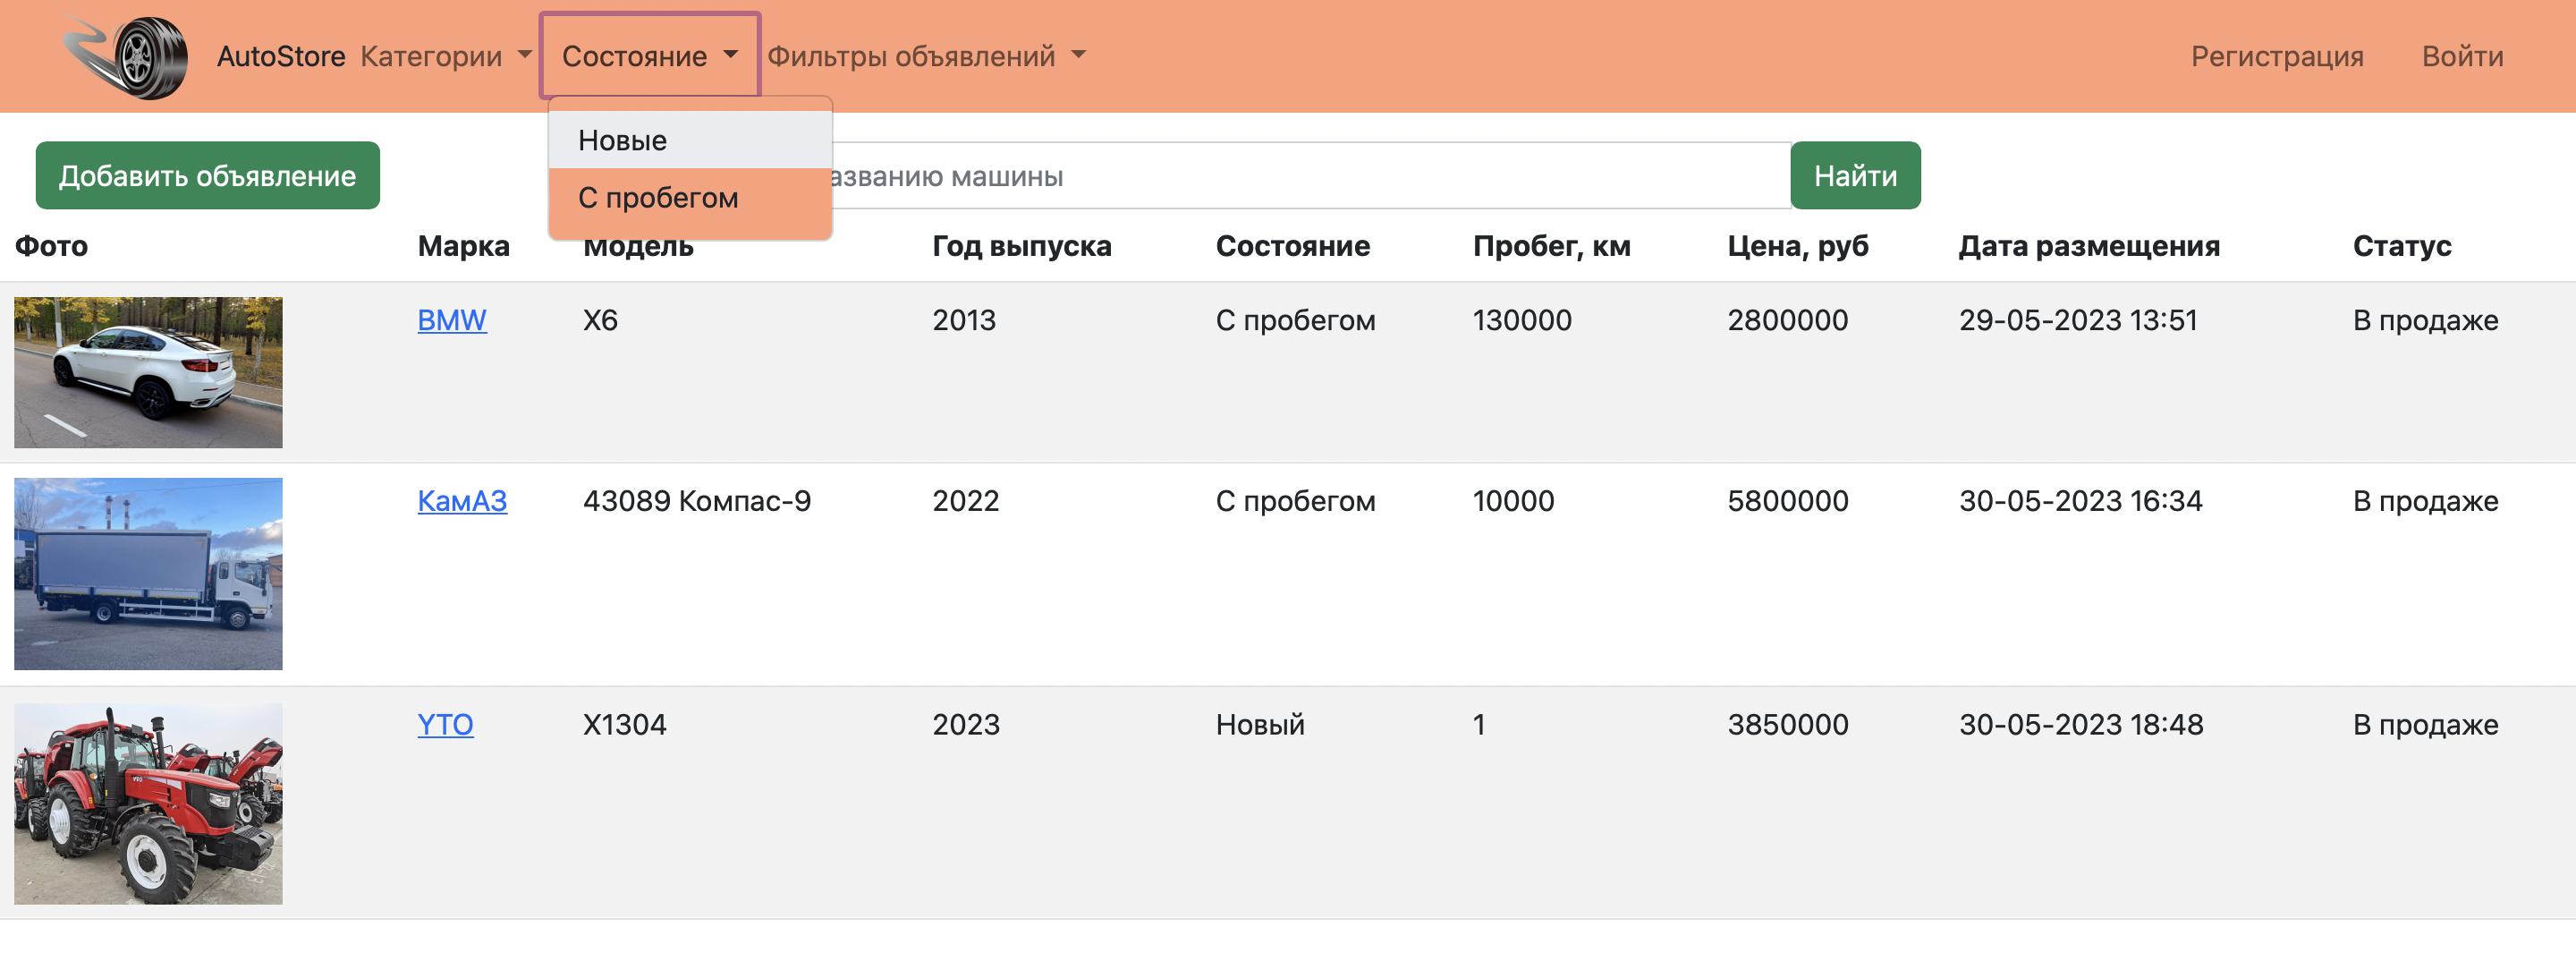 AutoStore Категории Состояние Фильтры объявлений Регистрация Войти
Новые
С пробегом
Добавить объявление
машины Найти
Фото Марка Модель Год выпуска Состояние Пробег, км Цена, руб Дата размещения Статус
BMW X6 2013 С пробегом 130000 2800000 29-05-2023 13:51 В продаже
КамАЗ 43089 Компас-9 2022 С пробегом 10000 5800000 30-05-2023 16:34 В продаже
YTO X1304 2023 Новый 1 3850000 30-05-2023 18:48 В продаже